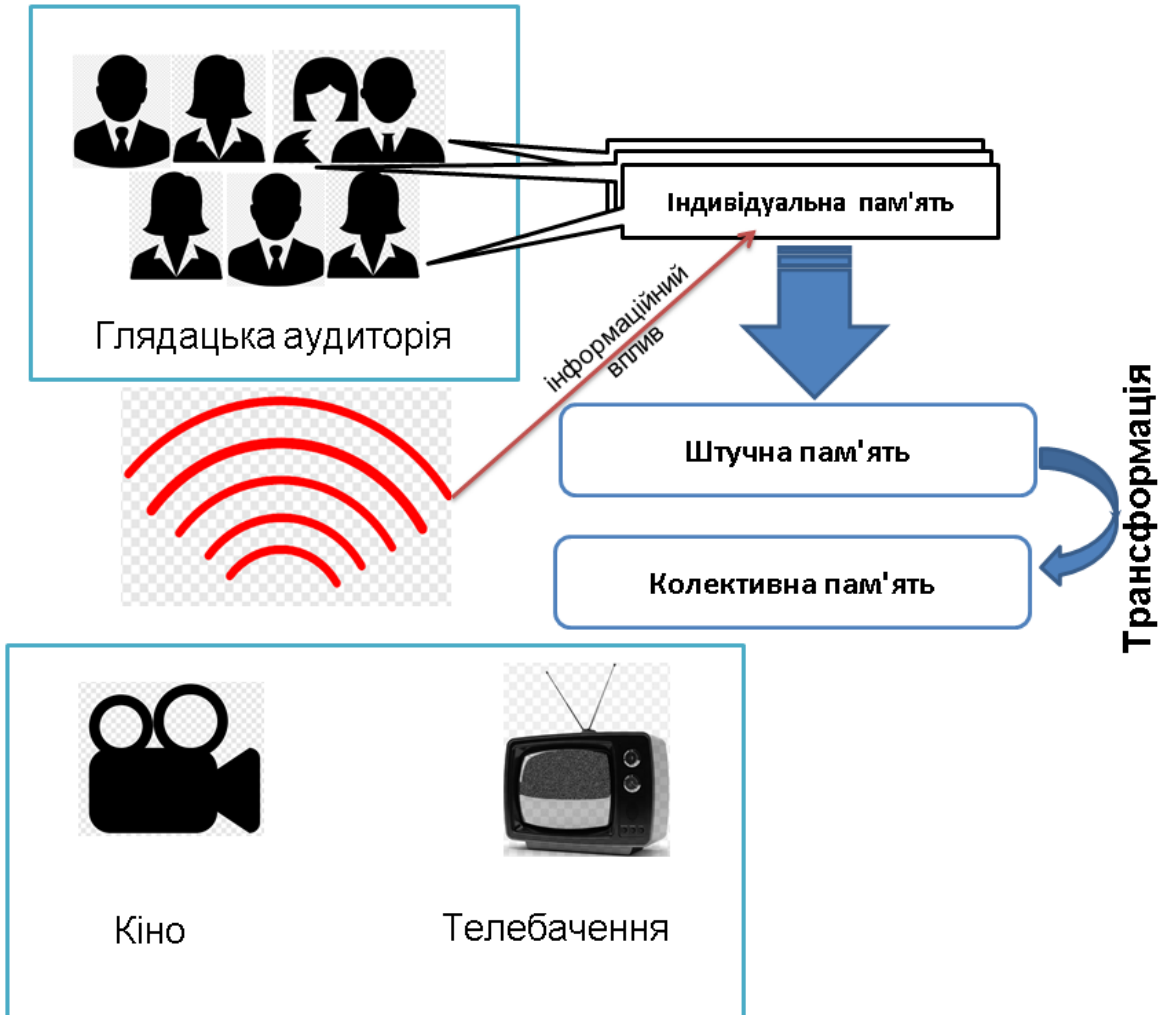 Індивідуальна пам'ять
Глядацька аудиторія
інформаційний
вплив
Штучна пам'ять
Трансформація
Колективна пам'ять
Кіно
Телебачення